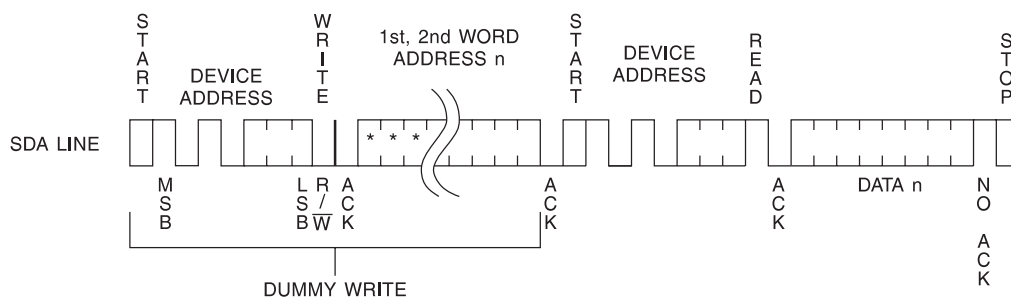 START
WRITE
1st, 2nd WORD
ADDRESS n
START
DEVICE
ADDRESS
READ
STOP
DEVICE
ADDRESS
SDA LINE
* * *
MSB
LSB
R/W
ACK
ACK
ACK
DATA n
NO ACK
DUMMY WRITE